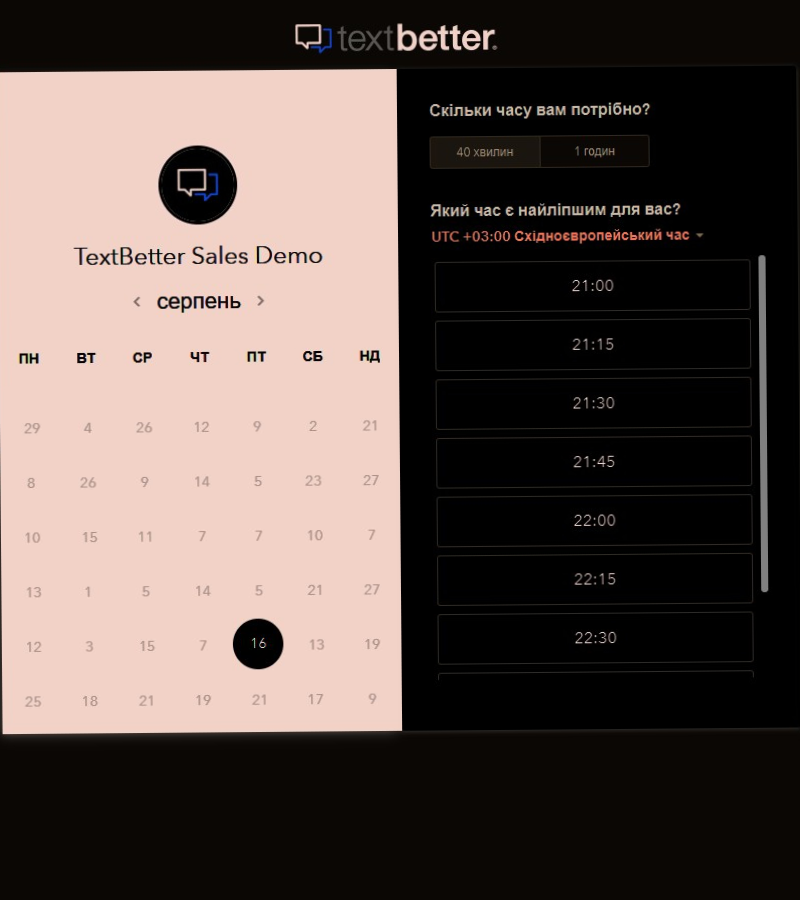 textbetter.
TextBetter Sales Demo
серпень
ПН ВТ СР ЧТ ПТ СБ НД
29 4 26 12 9 2 21
8 26 9 14 5 23 27
10 15 11 7 7 10 7
13 1 5 14 5 21 27
12 3 15 7 16 13 19
25 18 21 19 21 17 9
Скільки часу вам потрібно?
40 хвилин 1 годин
Який час є найліпшим для вас?
UTC +03:00 Східноєвропейський час
21:00
21:15
21:30
21:45
22:00
22:15
22:30